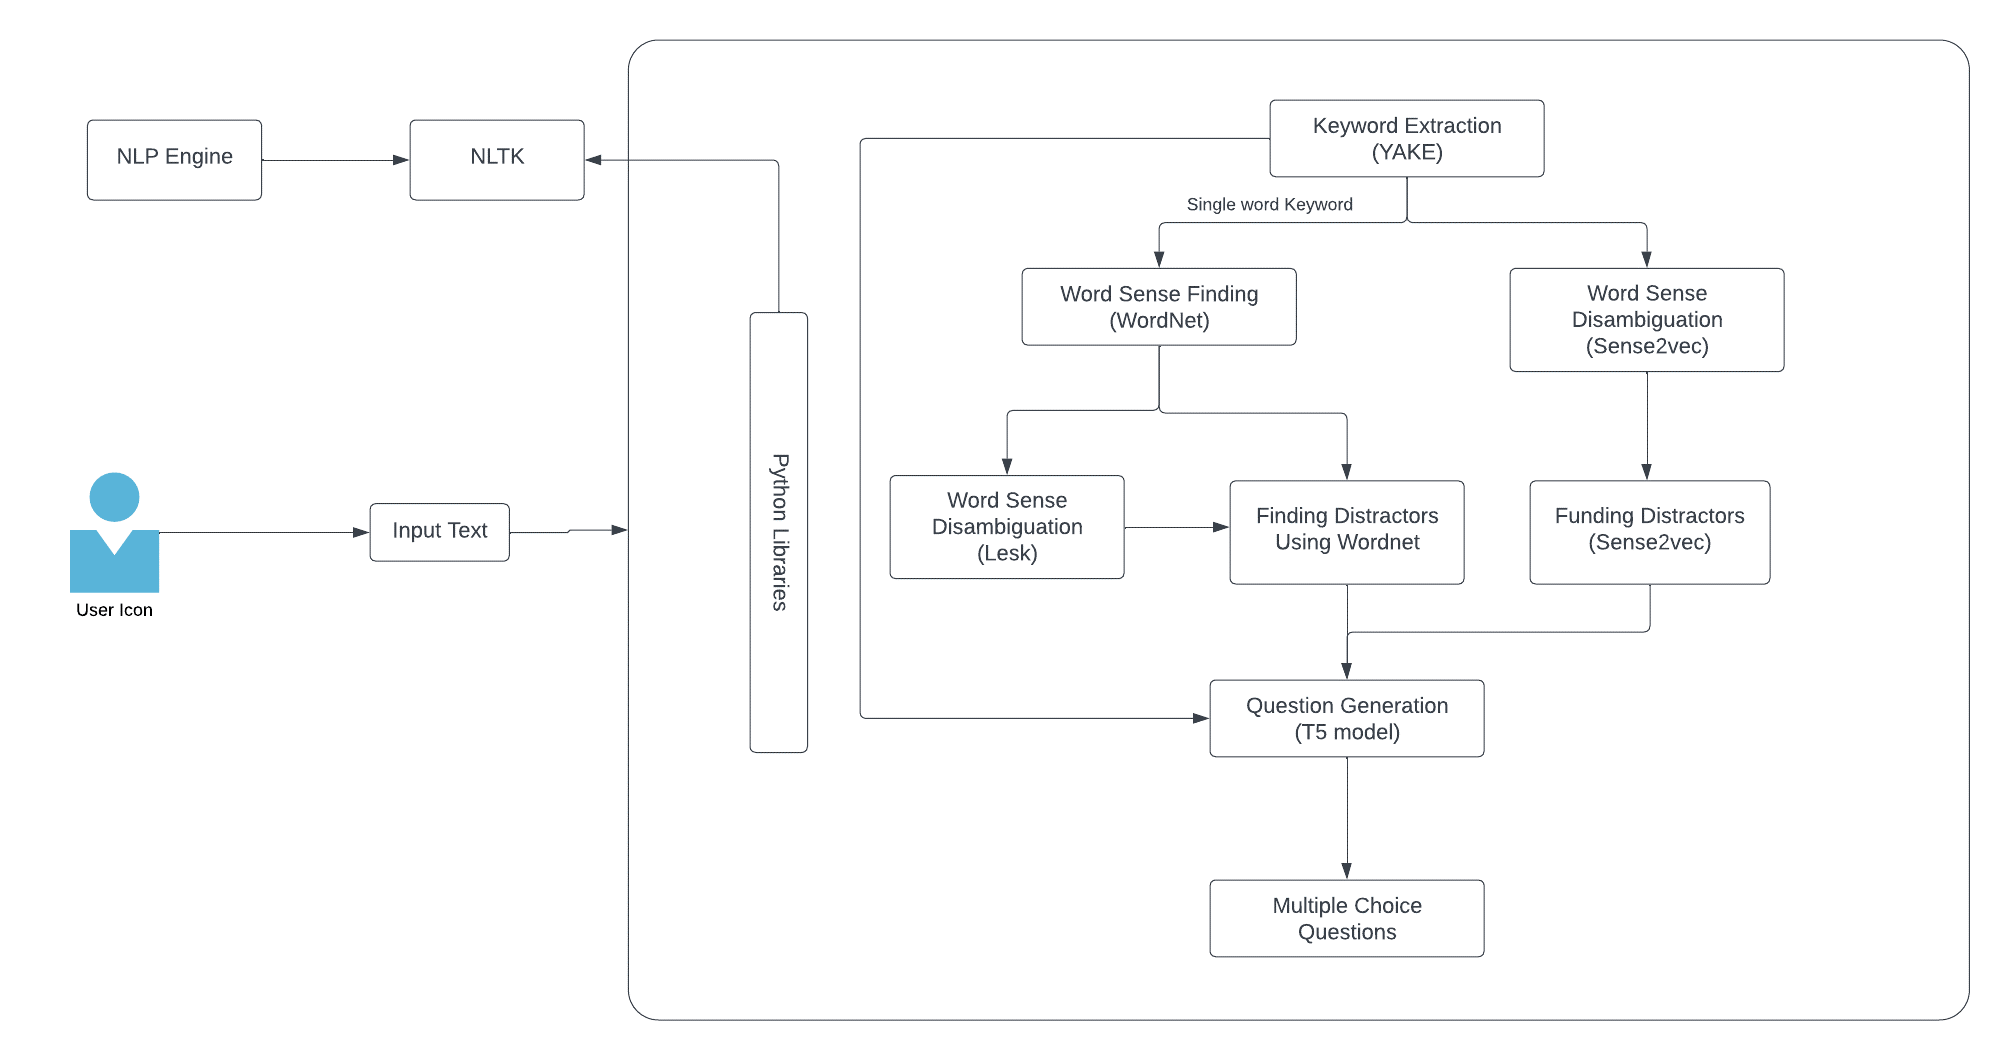 NLP Engine
NLTK
User Icon
Input Text
Python Libraries
Keyword Extraction
(YAKE)
Single word Keyword
Word Sense Finding
(WordNet)
Word Sense
Disambiguation
(Sense2vec)
Word Sense
Disambiguation
(Lesk)
Finding Distractors
Using Wordnet
Funding Distractors
(Sense2vec)
Question Generation
(T5 model)
Multiple Choice
Questions